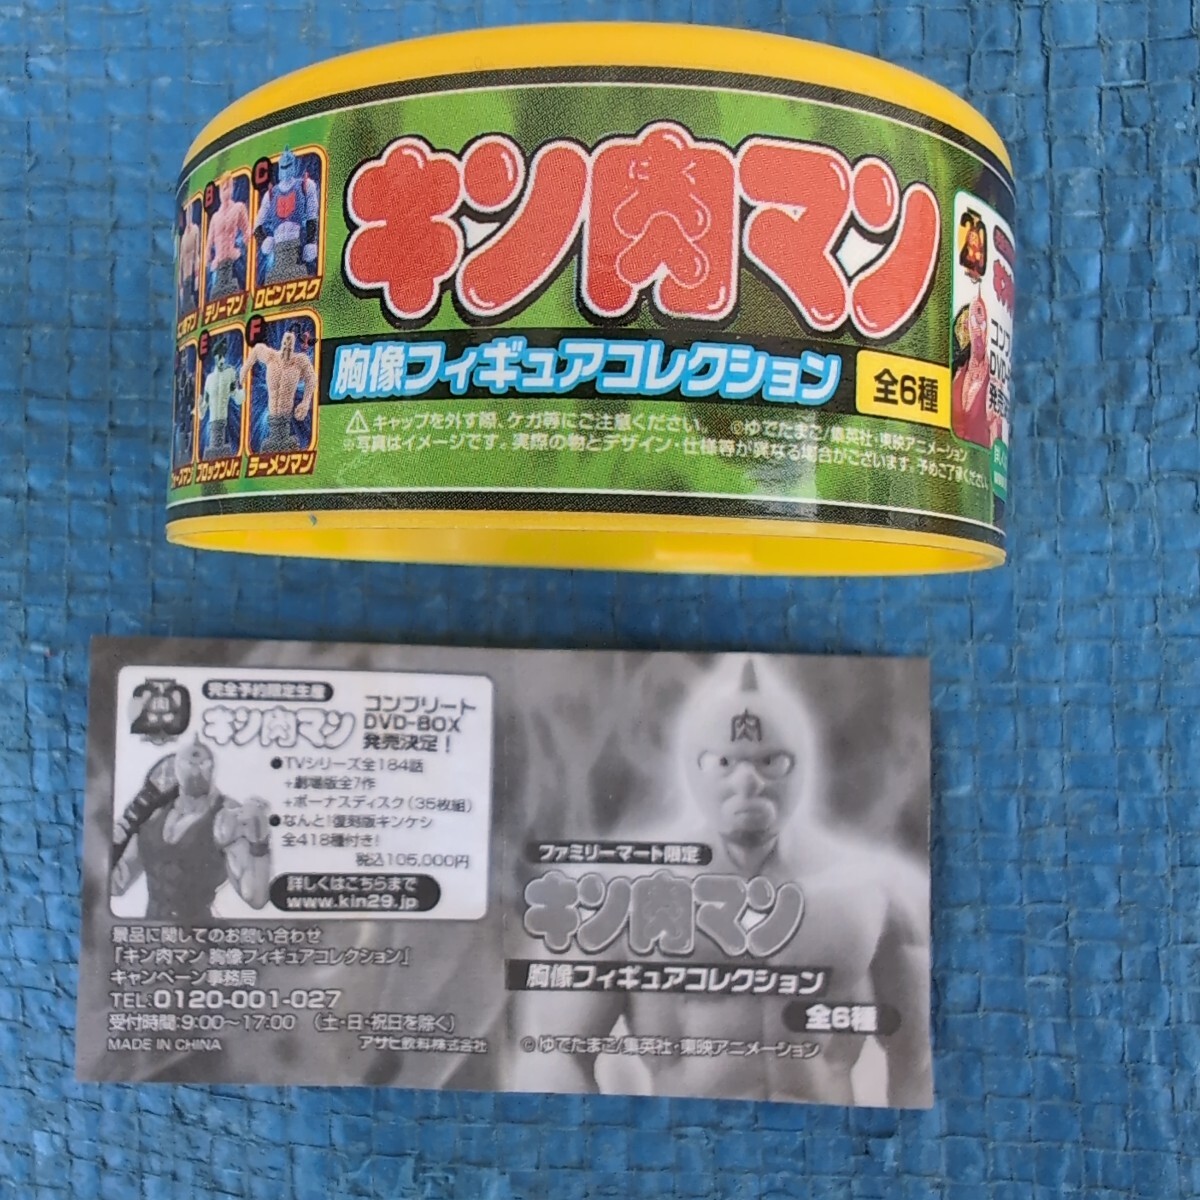 B
C
テリーマン
ロビンマスク
E
F
ブロッケンJr.
ラーメンマン
キン肉マン
胸像フィギュアコレクション
全6種
⚠キャップを外す際、ケガ等にご注意ください。 ©ゆでたまご/集英社・東映アニメーション
※写真はイメージです。実際の物とデザイン・仕様等が異なる場合がございます。予めご了承ください。
29
コンプ
DVD-
発売
29
完全予約限定生産
キン肉マン
コンプリート
DVD-BOX
発売決定!
●TVシリーズ全184話
+劇場版全7作
+ボーナスディスク(35枚組)
●なんと!復刻版キンケシ
全418種付き!
税込105,000円
詳しくはこちらまで
www.kin29.jp
景品に関してのお問い合わせ
「キン肉マン 胸像フィギュアコレクション」
キャンペーン事務局
TEL:0120-001-027
受付時間:9:00～17:00 (土・日・祝日を除く)
MADE IN CHINA
アサヒ飲料株式会社
肉
ファミリーマート限定
キン肉マン
胸像フィギュアコレクション
全6種
©ゆでたまご/集英社・東映アニメーション